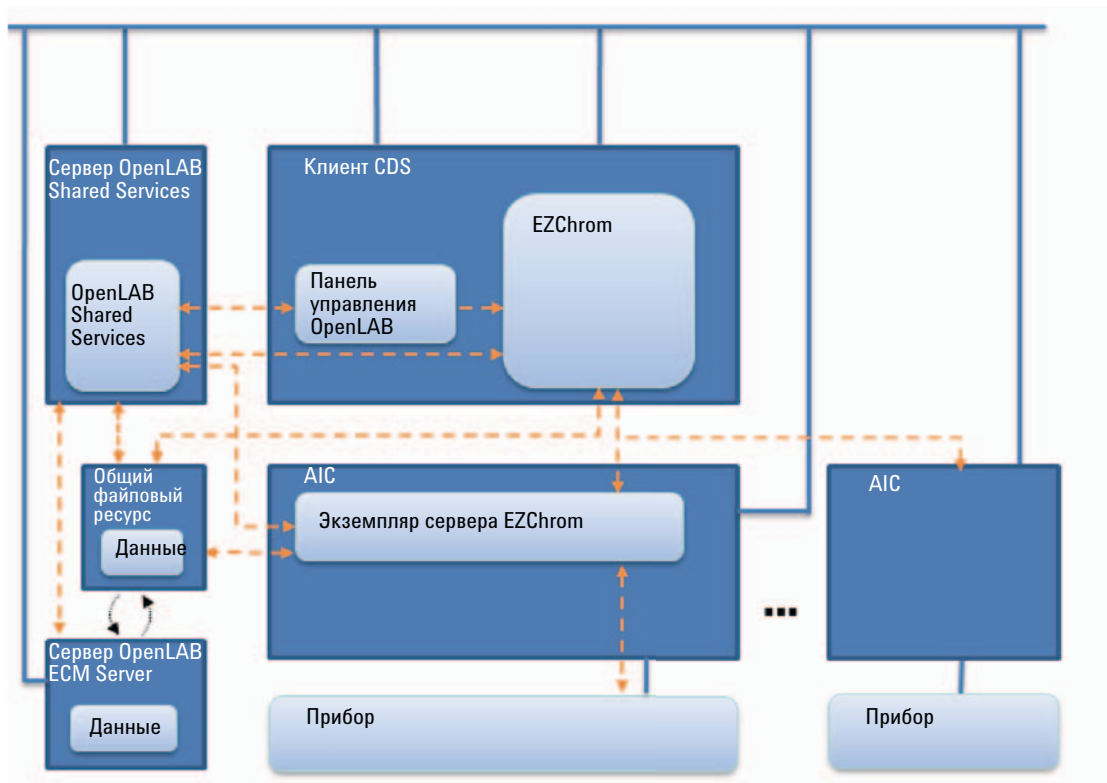 Сервер OpenLAB
Shared Services
OpenLAB
Shared
Services
Клиент CDS
Панель
управления
OpenLAB
EZChrom
Общий
файловый
ресурс
Данные
AIC
Экземпляр сервера EZChrom
...
AIC
Сервер OpenLAB
ECM Server
Данные
Прибор
Прибор